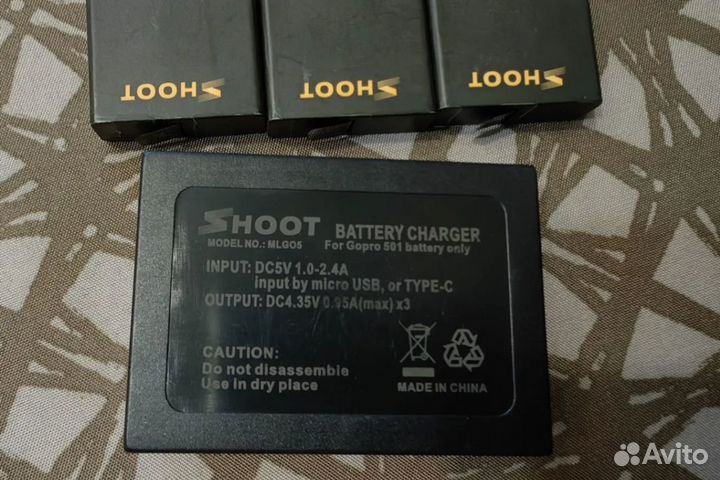 SHOOT SHOOT SHOOT
SHOOT BATTERY CHARGER
MODEL NO.: MLG05 For Gopro 501 battery only
INPUT: DC5V 1.0-2.4A
input by micro USB, or TYPE-C
OUTPUT: DC4.35V 0.95A(max) x3
CAUTION:
Do not disassemble
Use in dry place
MADE IN CHINA
Avito